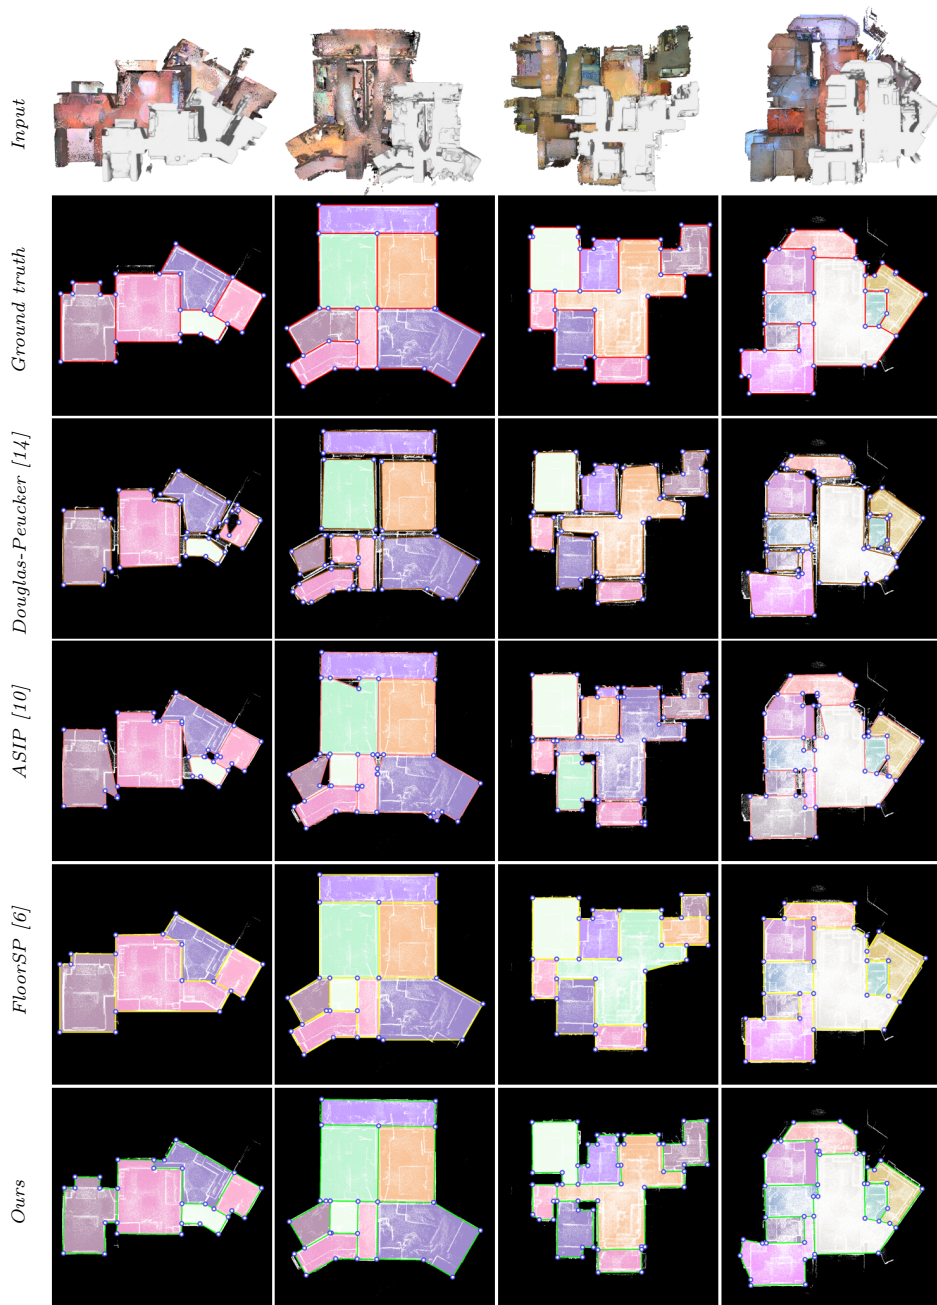 Input
Ground truth
Douglas-Peucker [14]
ASIP [10]
FloorSP [6]
Ours